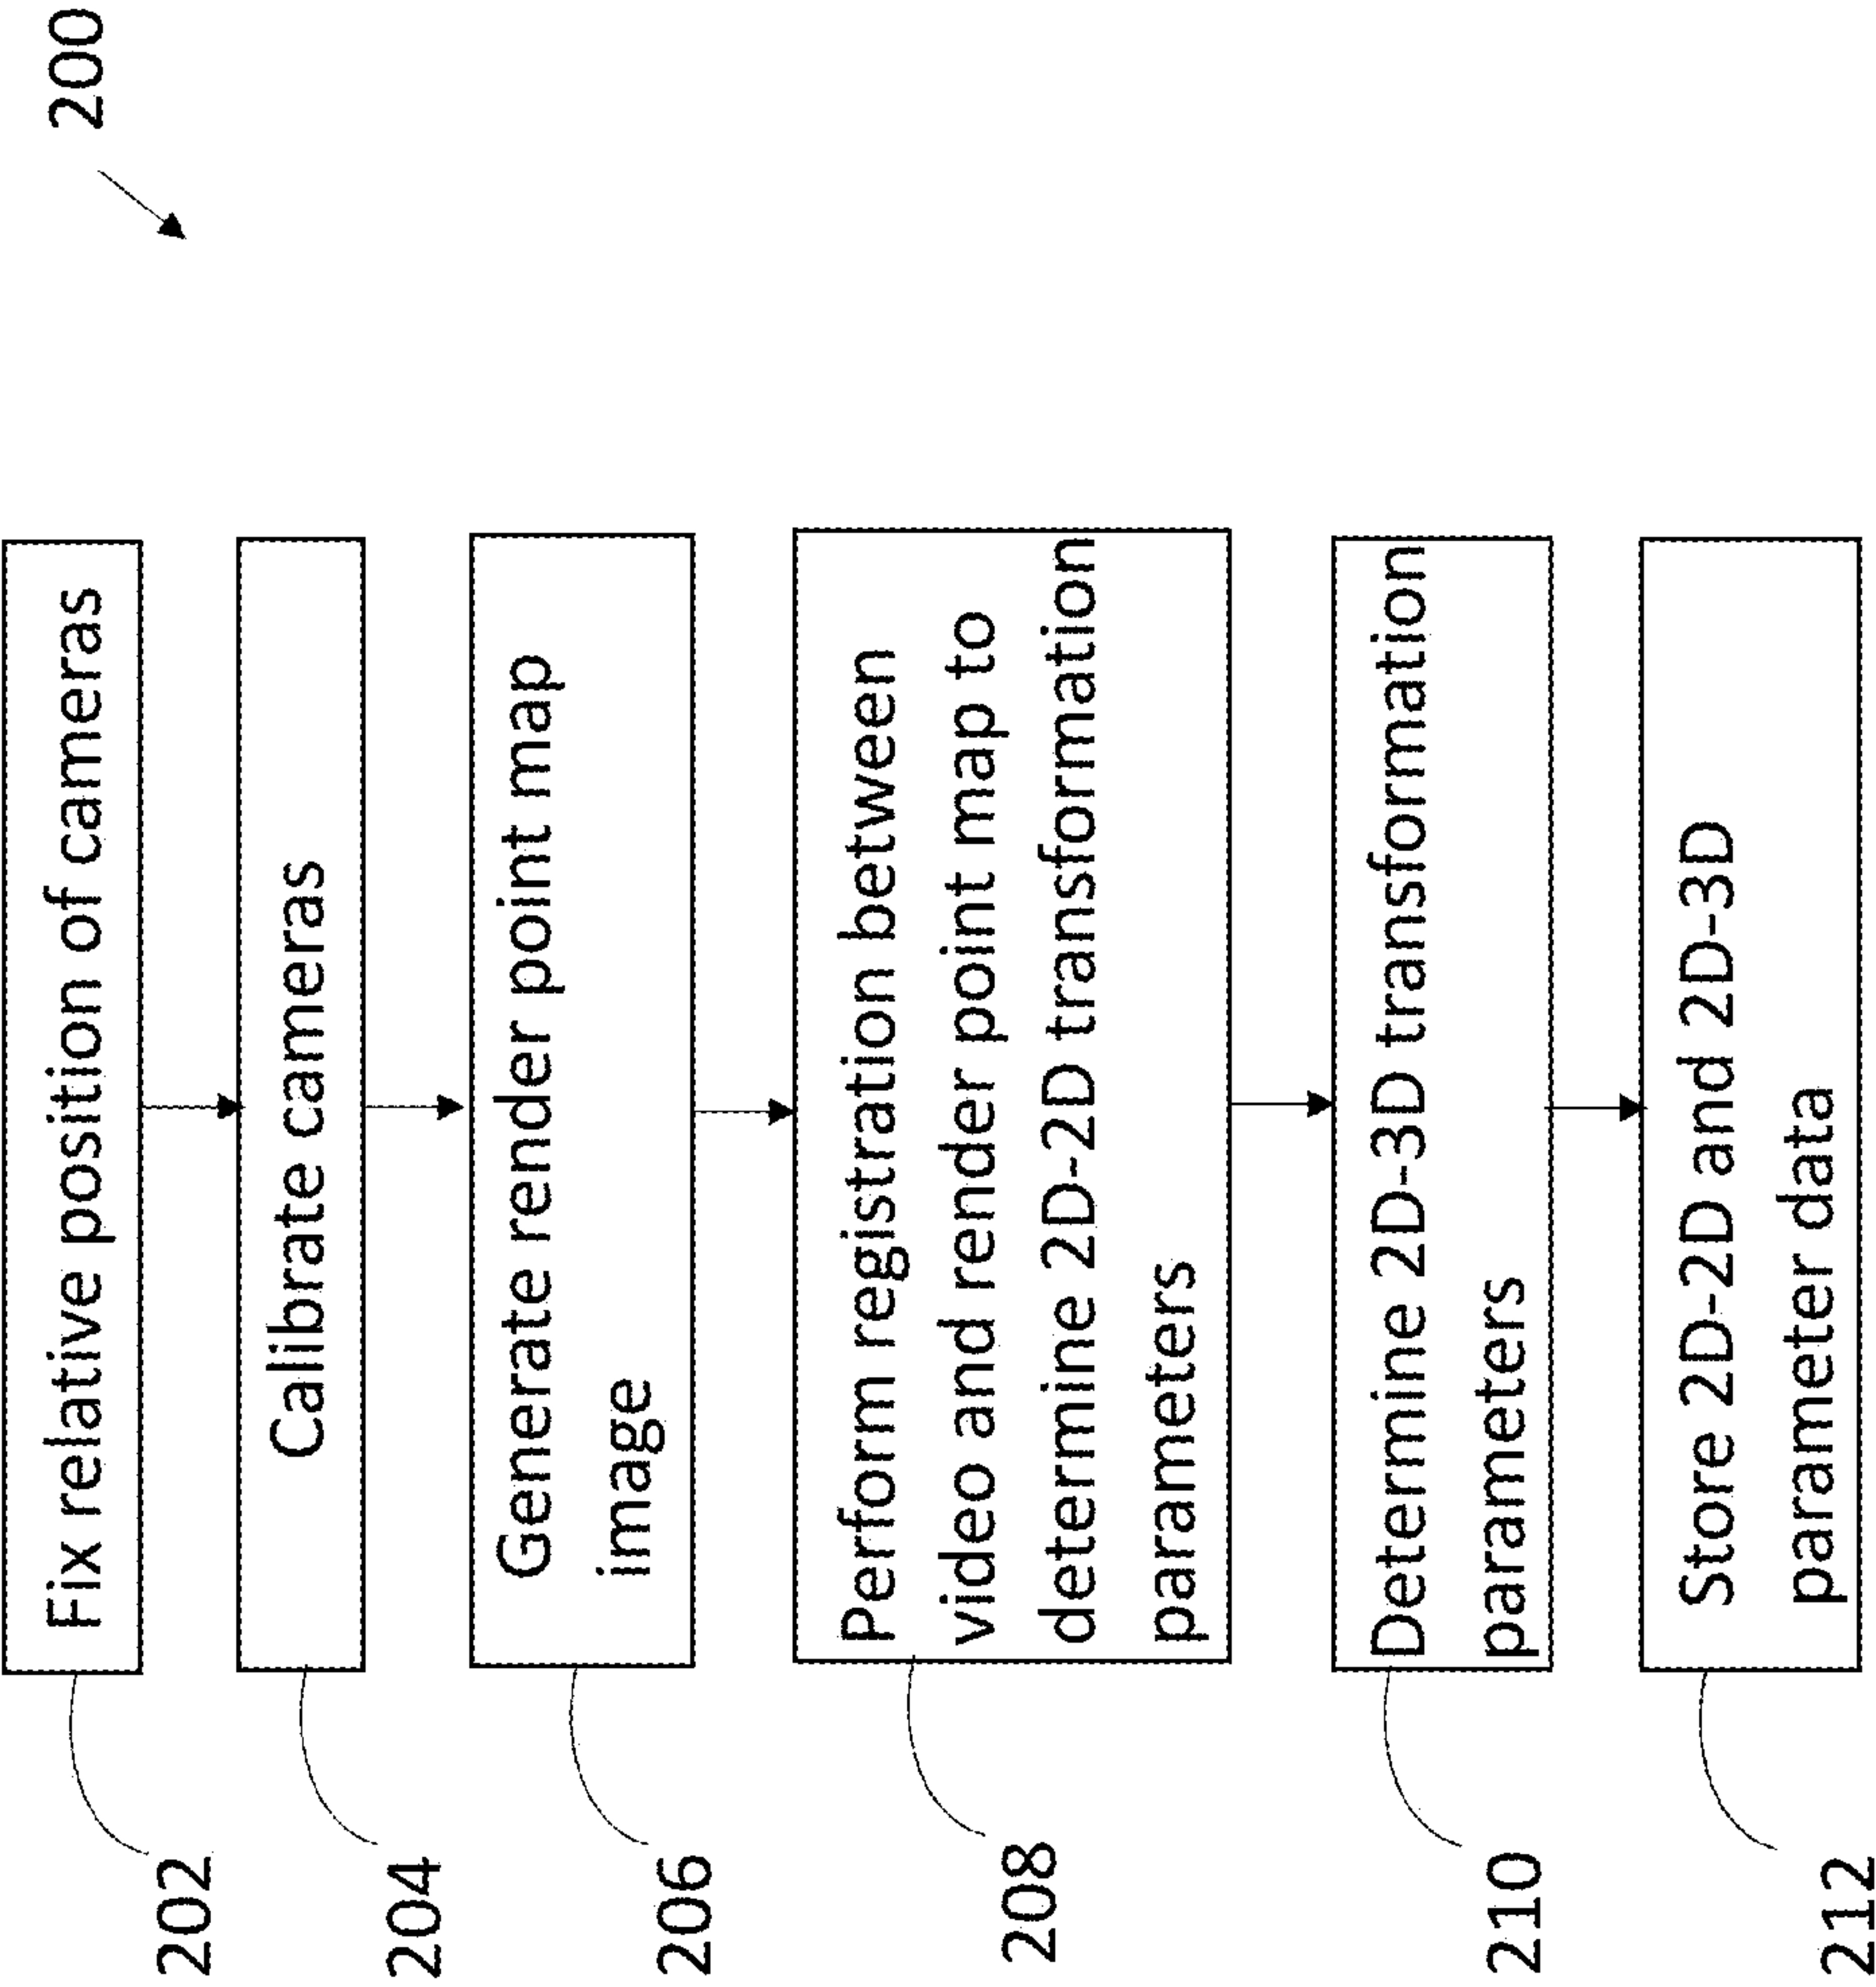 200
202
Fix relative position of cameras
204
Calibrate cameras
206
Generate render point map
image
208
Perform registration between
video and render point map to
determine 2D-2D transformation
parameters
210
Determine 2D-3D transformation
parameters
212
Store 2D-2D and 2D-3D
parameter data